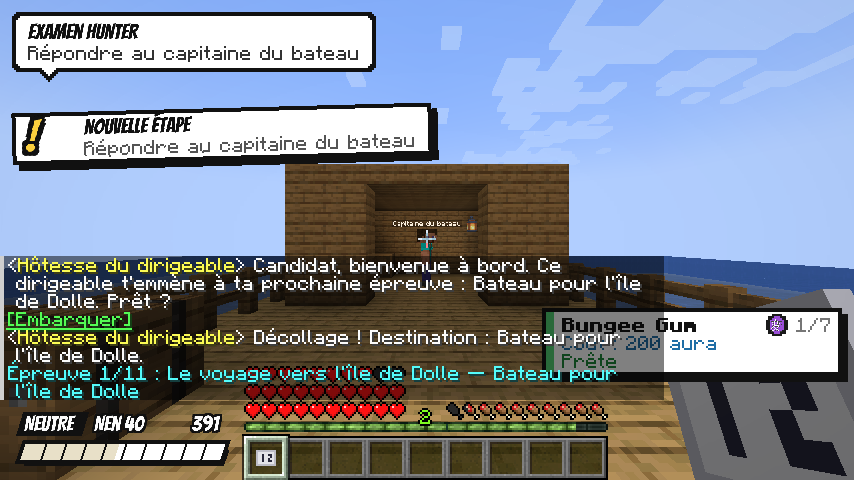 EXAMEN HUNTER
Répondre au capitaine du bateau
NOUVELLE ÉTAPE
Répondre au capitaine du bateau
Capitaine du bateau
<Hôtesse du dirigeable> Candidat, bienvenue à bord. Ce
dirigeable t'emmène à ta prochaine épreuve : Bateau pour l'île
de Dolle. Prêt ?
[Embarquer]
<Hôtesse du dirigeable> Décollage ! Destination : Bateau pour
l'île de Dolle.
Épreuve 1/11 : Le voyage vers l'île de Dolle — Bateau pour
l'île de Dolle
Bungee Gum
1/7
200 aura
Prête
NEUTRE NEN 40 391
2
12